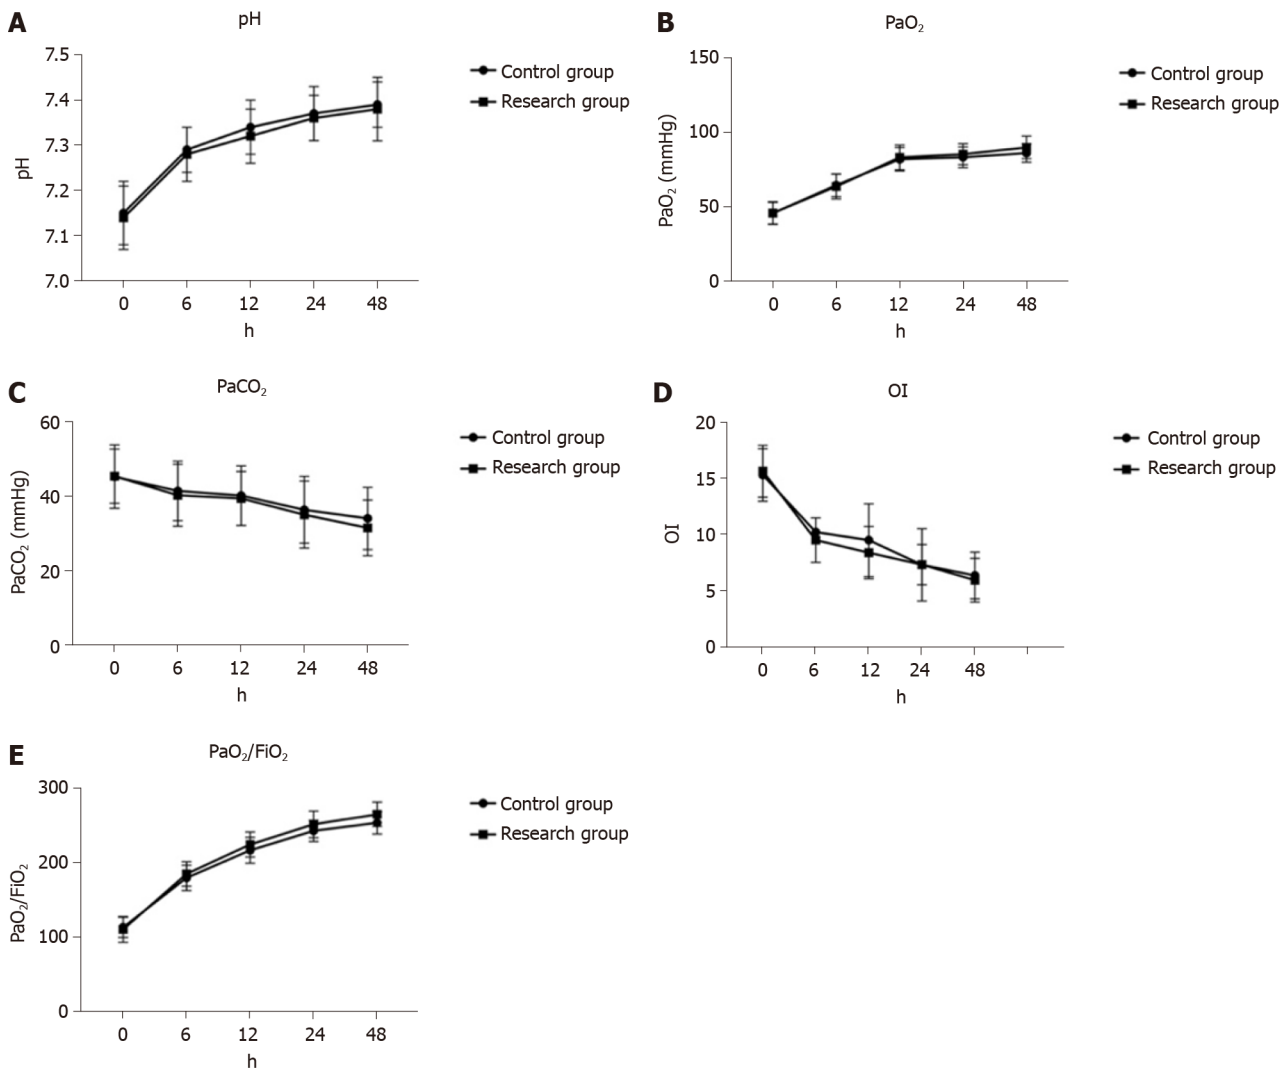 A
pH
7.5
7.4
7.3
7.2
7.1
7.0
pH
0 6 12 24 48
h
Control group
Research group
B
PaO₂
150
100
50
0
PaO₂ (mmHg)
0 6 12 24 48
h
Control group
Research group
C
PaCO₂
60
40
20
0
PaCO₂ (mmHg)
0 6 12 24 48
h
Control group
Research group
D
OI
20
15
10
5
0
OI
0 6 12 24 48
h
Control group
Research group
E
PaO₂/FiO₂
300
200
100
0
PaO₂/FiO₂
0 6 12 24 48
h
Control group
Research group